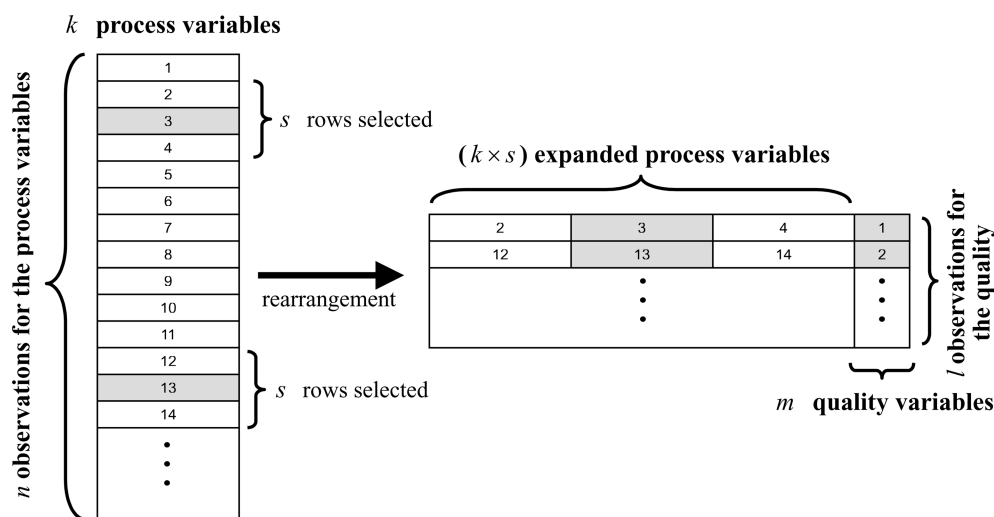 k process variables
n observations for the process variables
1
2
3
4
5
6
7
8
9
10
11
12
13
14
s rows selected
s rows selected
rearrangement
(k × s) expanded process variables
2 3 4 1
12 13 14 2
l observations for
the quality
m quality variables